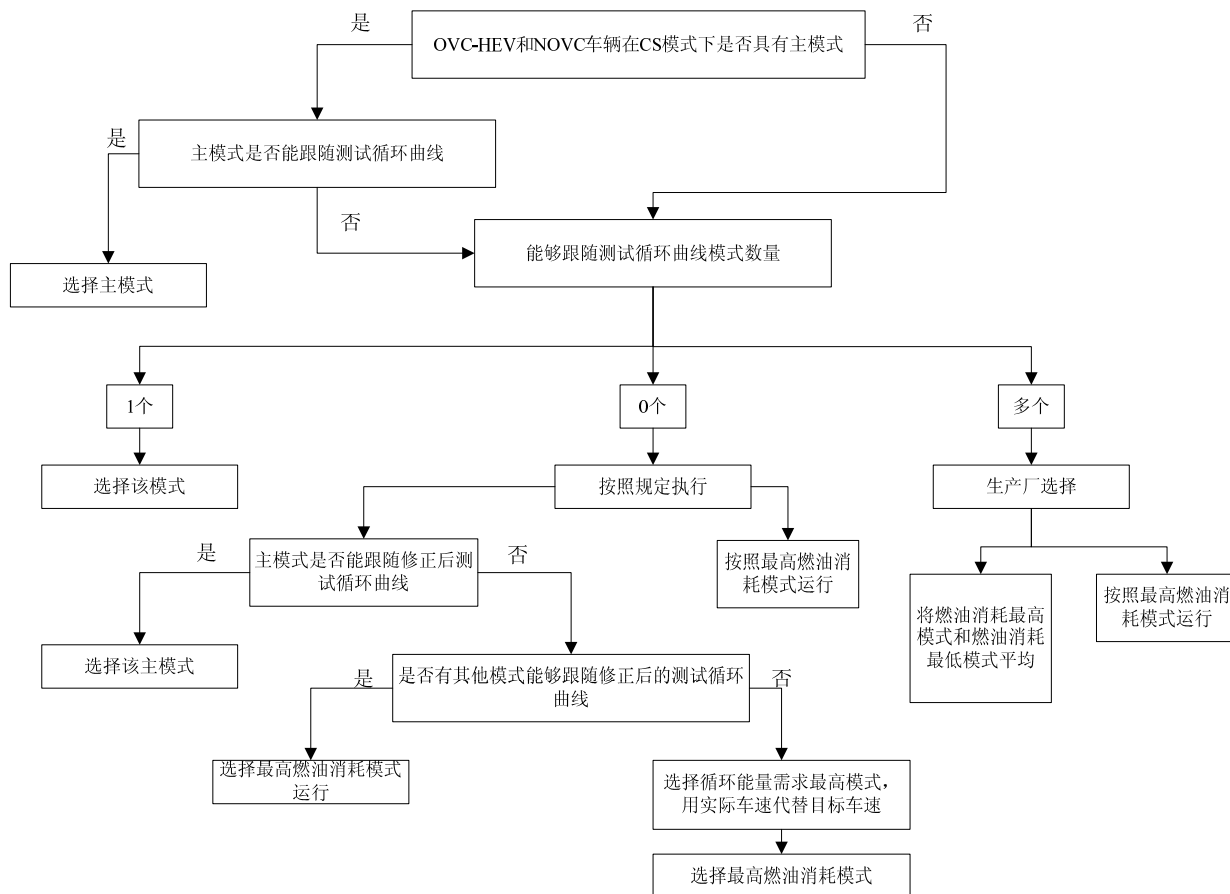 是
OVC-HEV和NOVC车辆在CS模式下是否具有主模式
否
是
主模式是否能跟随测试循环曲线
否
能够跟随测试循环曲线模式数量
选择主模式
1个
0个
多个
选择该模式
按照规定执行
生产厂选择
是
主模式是否能跟随修正后测
试循环曲线
否
按照最高燃油消
耗模式运行
将燃油消耗最高
模式和燃油消耗
最低模式平均
按照最高燃油消
耗模式运行
选择该主模式
是
是否有其他模式能够跟随修正后的测试循环
曲线
否
选择最高燃油消耗模式
运行
选择循环能量需求最高模式，
用实际车速代替目标车速
选择最高燃油消耗模式